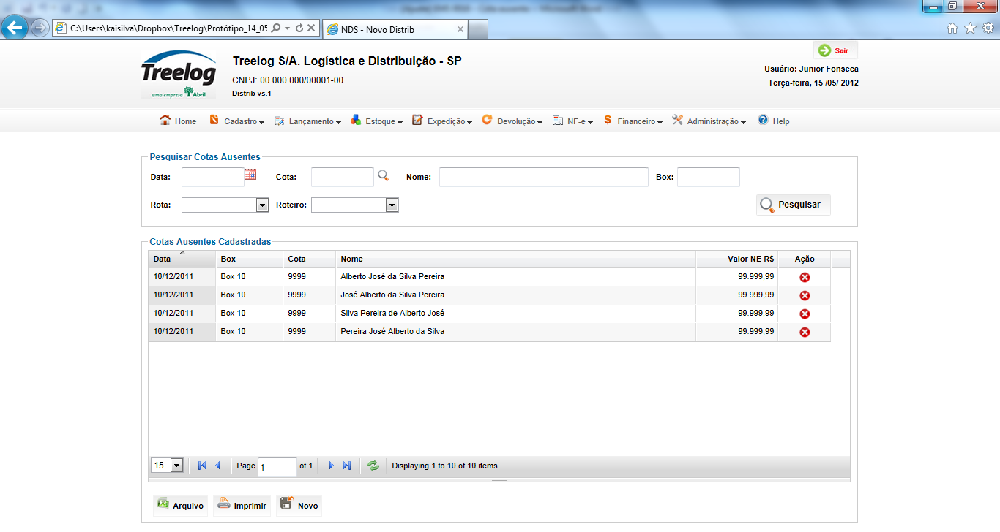 C:\Users\kaisilva\Dropbox\Treelog\Protótipo_14_05
NDS - Novo Distrib
Treelog
uma empresa Abril
Treelog S/A. Logística e Distribuição - SP
CNPJ: 00.000.000/00001-00
Distrib vs.1
Sair
Usuário: Junior Fonseca
Terça-feira, 15 /05/ 2012
Home Cadastro Lançamento Estoque Expedição Devolução NF-e Financeiro Administração Help
Pesquisar Cotas Ausentes
Data: Cota: Nome: Box:
Rota: Roteiro: Pesquisar
Cotas Ausentes Cadastradas
Data Box Cota Nome Valor NE R$ Ação
10/12/2011 Box 10 9999 Alberto José da Silva Pereira 99.999,99
10/12/2011 Box 10 9999 José Alberto da Silva Pereira 99.999,99
10/12/2011 Box 10 9999 Silva Pereira de Alberto José 99.999,99
10/12/2011 Box 10 9999 Pereira José Alberto da Silva 99.999,99
15 Page 1 of 1 Displaying 1 to 10 of 10 items
Arquivo Imprimir Novo